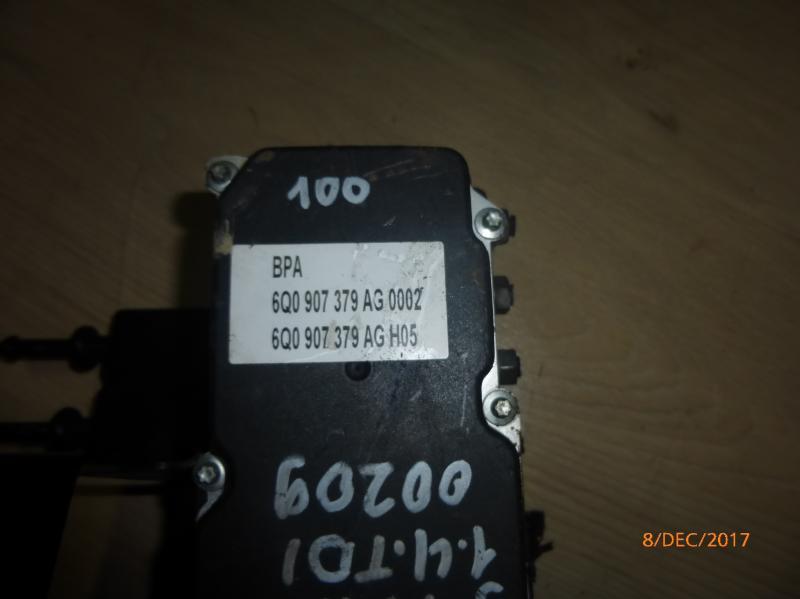 100
BPA
6Q0 907 379 AG 0002
6Q0 907 379 AG H05
00209
1.4.TDI
8/DEC/2017